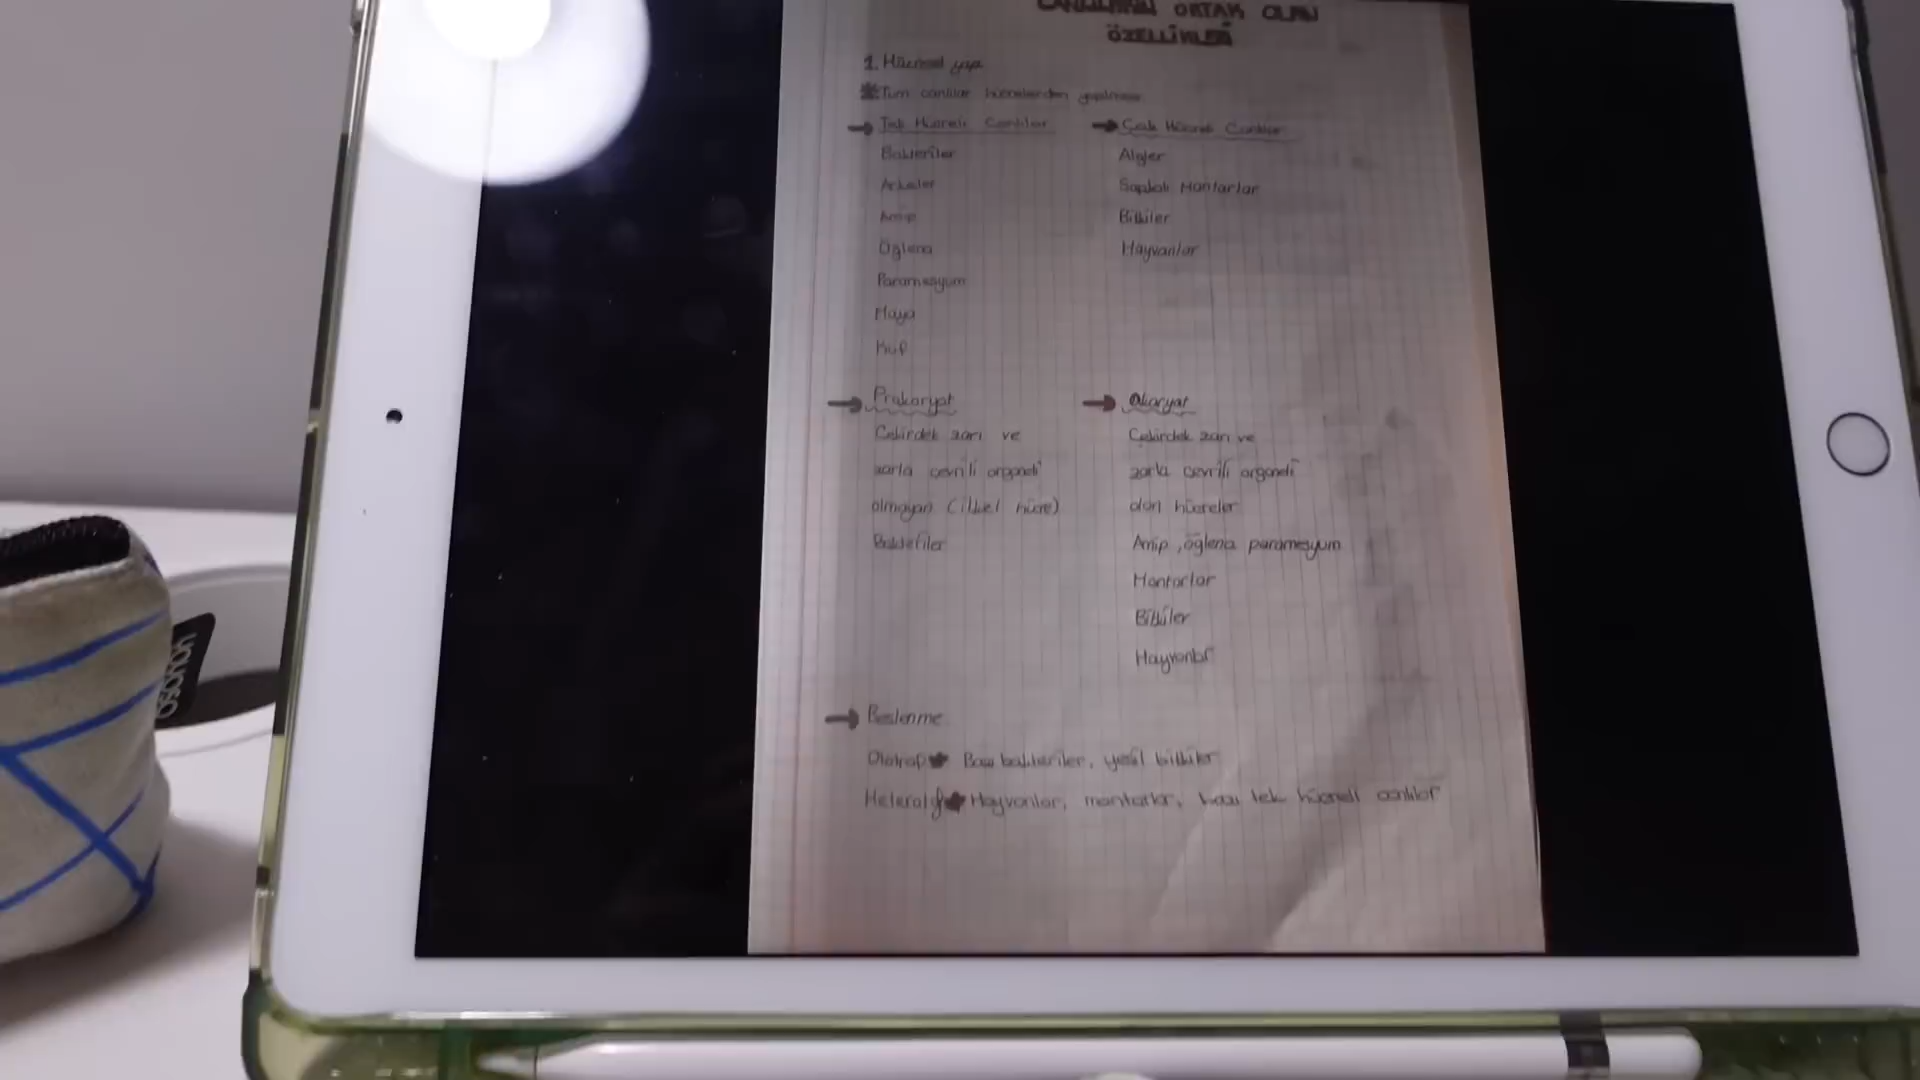 CANLILARIN ORTAK OLAN
ÖZELLİKLERİ
1. Hücresel yapı
Tüm canlılar hücrelerden yapılmıştır
Tek Hücreli Canlılar
Bakteriler
Arkeler
Amip
Öglena
Paramesyum
Maya
Küf
Çok Hücreli Canlılar
Algler
Şapkalı Mantarlar
Bitkiler
Hayvanlar
Prokaryot
Çekirdek zarı ve
zarla çevrili organeli
olmayan (ilkel hücre)
Bakteriler
Ökaryot
Çekirdek zarı ve
zarla çevrili organeli
olan hücreler
Amip, öglena paramesyum
Mantarlar
Bitkiler
Hayvanlar
Beslenme
Ototrof Bazı bakteriler, yeşil bitkiler
Heterotrof Hayvanlar, mantarlar, bazı tek hücreli canlılar